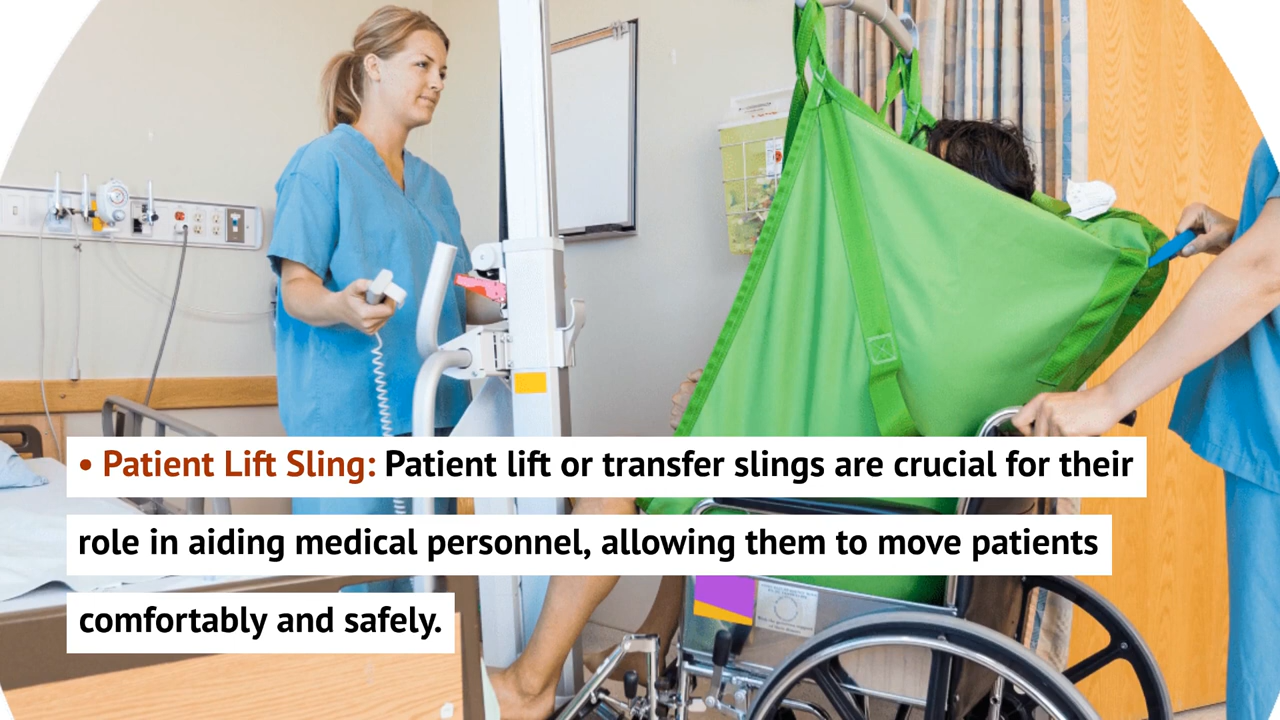 • Patient Lift Sling: Patient lift or transfer slings are crucial for their
role in aiding medical personnel, allowing them to move patients
comfortably and safely.